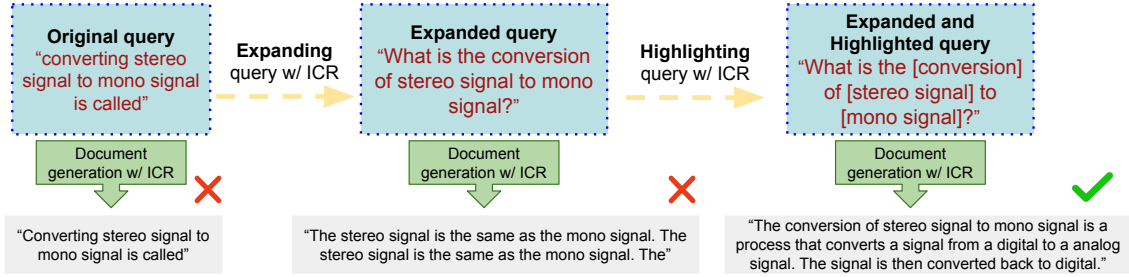 Original query
“converting stereo
signal to mono signal
is called”
Expanding
query w/ ICR
Expanded query
“What is the conversion
of stereo signal to mono
signal?”
Highlighting
query w/ ICR
Expanded and
Highlighted query
“What is the [conversion]
of [stereo signal] to
[mono signal]?”
Document
generation w/ ICR
Document
generation w/ ICR
Document
generation w/ ICR
“Converting stereo signal to
mono signal is called”
“The stereo signal is the same as the mono signal. The
stereo signal is the same as the mono signal. The”
“The conversion of stereo signal to mono signal is a
process that converts a signal from a digital to a analog
signal. The signal is then converted back to digital.”